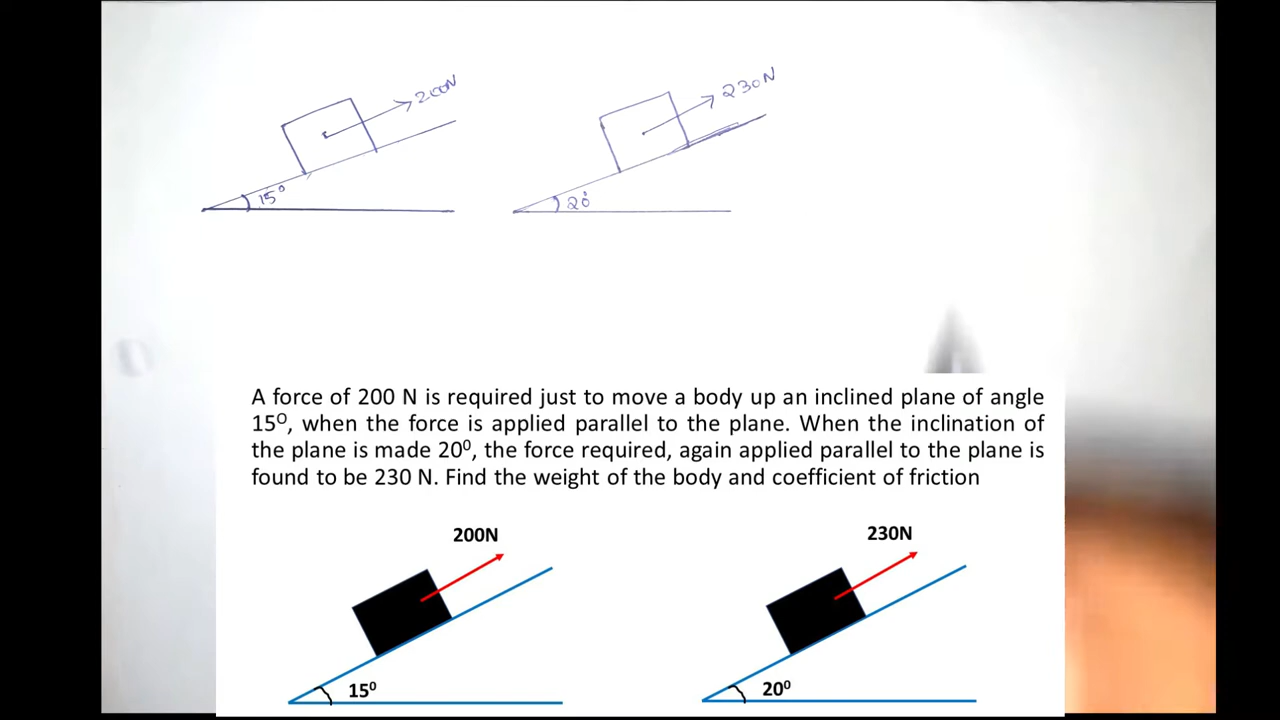 200N
230N
15°
20°
A force of 200 N is required just to move a body up an inclined plane of angle
15⁰, when the force is applied parallel to the plane. When the inclination of
the plane is made 20⁰, the force required, again applied parallel to the plane is
found to be 230 N. Find the weight of the body and coefficient of friction
200N
230N
15⁰
20⁰